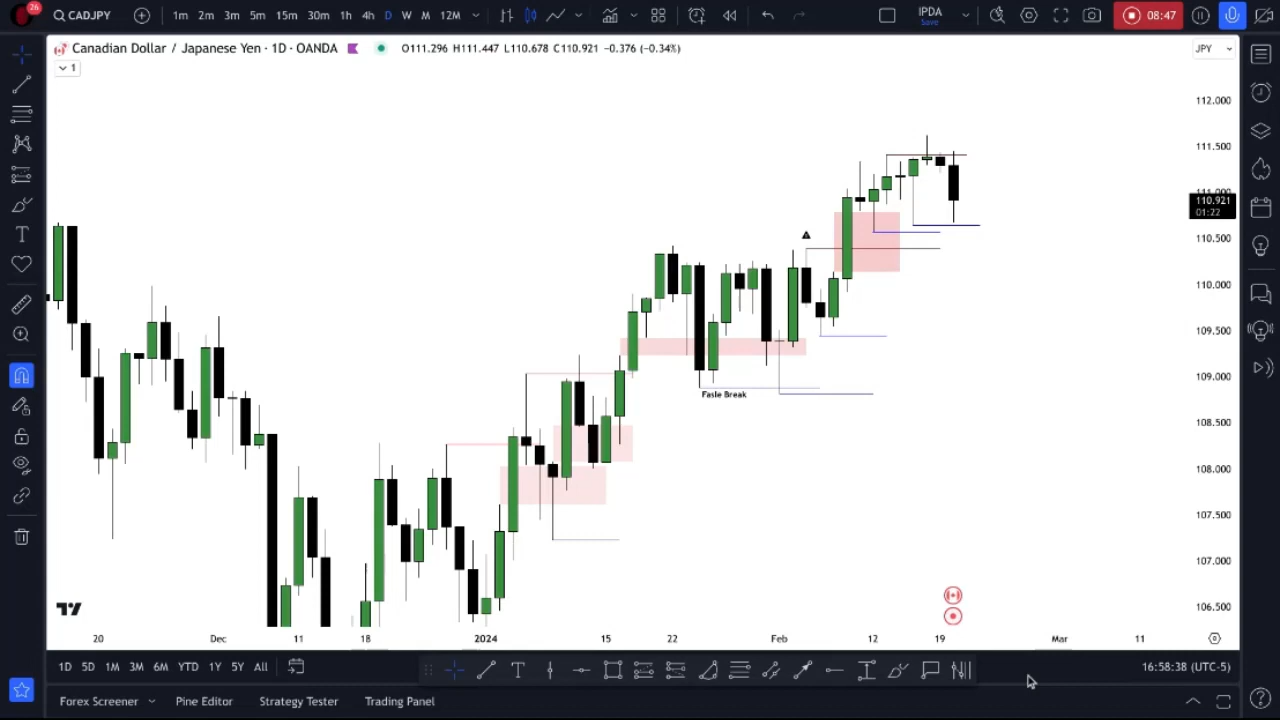 26
CADJPY
1m 2m 3m 5m 15m 30m 1h 4h D W M 12M
IPDA
Save
08:47
Canadian Dollar / Japanese Yen · 1D · OANDA
O111.296 H111.447 L110.678 C110.921 −0.376 (−0.34%)
JPY
1
112.000
111.500
111.000
110.921
01:22
110.500
110.000
109.500
109.000
Fasle Break
108.500
108.000
107.500
107.000
106.500
20 Dec 11 18 2024 15 22 Feb 12 19 Mar 11
1D 5D 1M 3M 6M YTD 1Y 5Y All
16:58:38 (UTC-5)
Forex Screener Pine Editor Strategy Tester Trading Panel